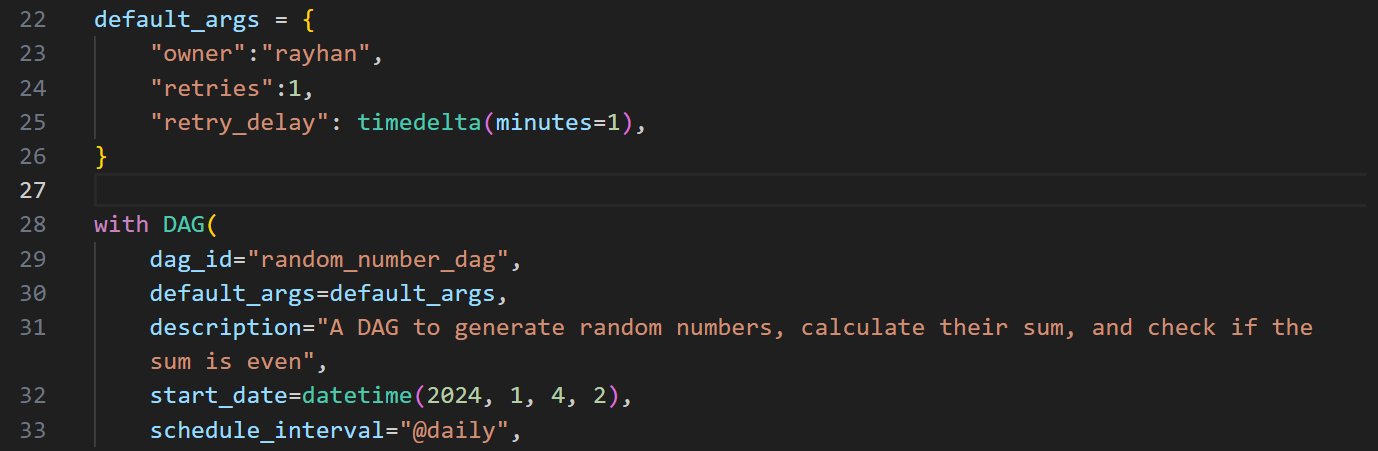 22 default_args = {
23     "owner":"rayhan",
24     "retries":1,
25     "retry_delay": timedelta(minutes=1),
26 }
27
28 with DAG(
29     dag_id="random_number_dag",
30     default_args=default_args,
31     description="A DAG to generate random numbers, calculate their sum, and check if the
    sum is even",
32     start_date=datetime(2024, 1, 4, 2),
33     schedule_interval="@daily",